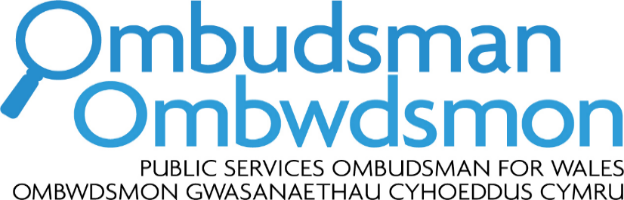 Ombudsman
Ombwdsmon
PUBLIC SERVICES OMBUDSMAN FOR WALES
OMBWDSMON GWASANAETHAU CYHOEDDUS CYMRU